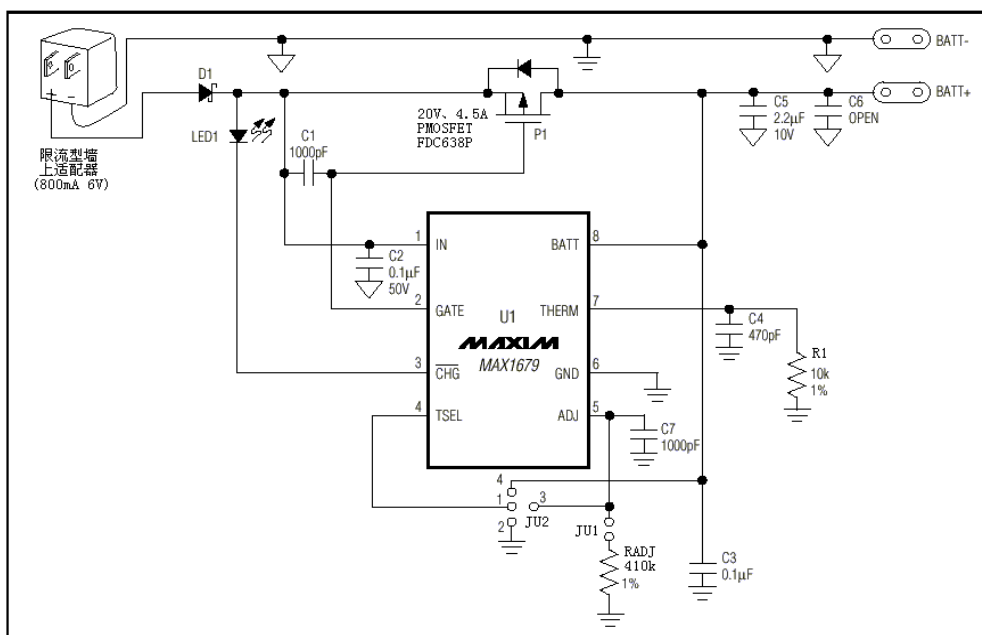 BATT-
D1
BATT+
+ -
LED1
C1
1000pF
20V、4.5A
PMOSFET
FDC638P
P1
C5
2.2μF
10V
C6
OPEN
限流型墙
上适配器
(800mA 6V)
1
IN
BATT
8
C2
0.1μF
50V
2
GATE
THERM
7
U1
MAXIM
MAX1679
C4
470pF
3
CHG
GND
6
R1
10k
1%
4
TSEL
ADJ
5
C7
1000pF
4
1
3
2
JU2
JU1
RADJ
410k
1%
C3
0.1μF